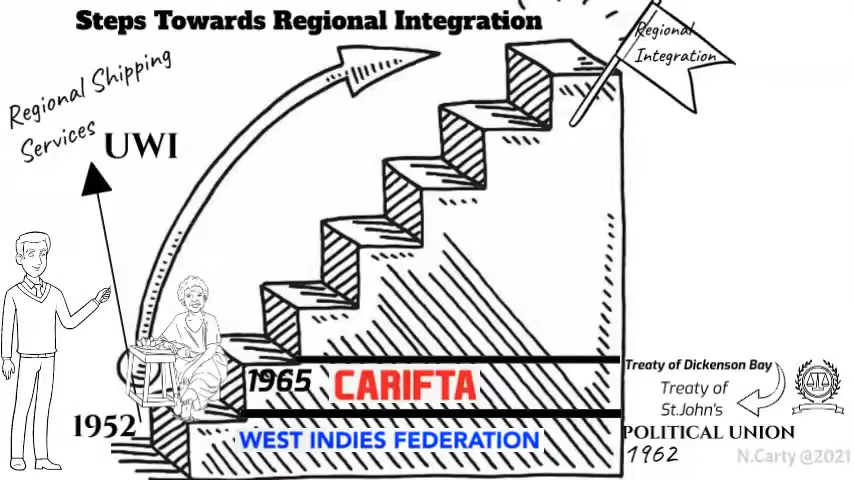 Steps Towards Regional Integration
Regional
Integration
Regional Shipping
Services
UWI
1965 CARIFTA
Treaty of Dickenson Bay
Treaty of
St.John's
1952
WEST INDIES FEDERATION
POLITICAL UNION
1962
N.Carty @2021